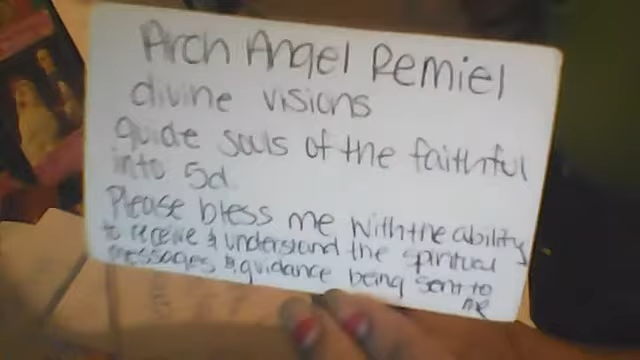 Arch Angel Remiel
divine visions
guide souls of the faithful
into 5d
Please bless me with the ability
to receive & understand the spiritual
messages & guidance being sent to
me